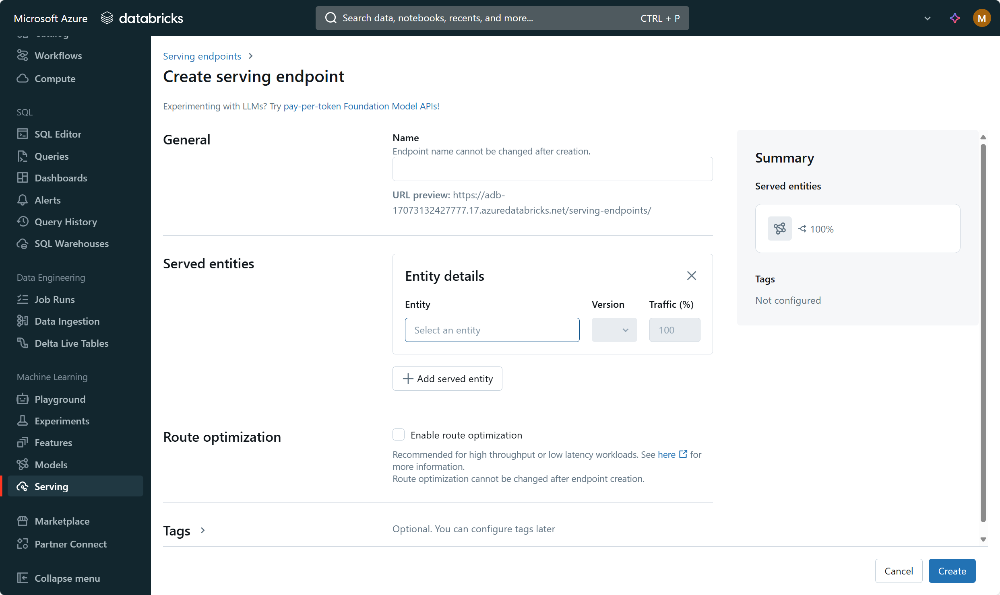 Microsoft Azure
databricks
Search data, notebooks, recents, and more...
CTRL + P
M
Catalog
Workflows
Compute
SQL
SQL Editor
Queries
Dashboards
Alerts
Query History
SQL Warehouses
Data Engineering
Job Runs
Data Ingestion
Delta Live Tables
Machine Learning
Playground
Experiments
Features
Models
Serving
Marketplace
Partner Connect
Collapse menu
Serving endpoints
Create serving endpoint
Experimenting with LLMs? Try pay-per-token Foundation Model APIs!
General
Name
Endpoint name cannot be changed after creation.
URL preview: https://adb-
17073132427777.17.azuredatabricks.net/serving-endpoints/
Served entities
Entity details
Entity
Version
Traffic (%)
Select an entity
100
Add served entity
Route optimization
Enable route optimization
Recommended for high throughput or low latency workloads. See here for
more information.
Route optimization cannot be changed after endpoint creation.
Tags
Optional. You can configure tags later
Summary
Served entities
100%
Tags
Not configured
Cancel
Create